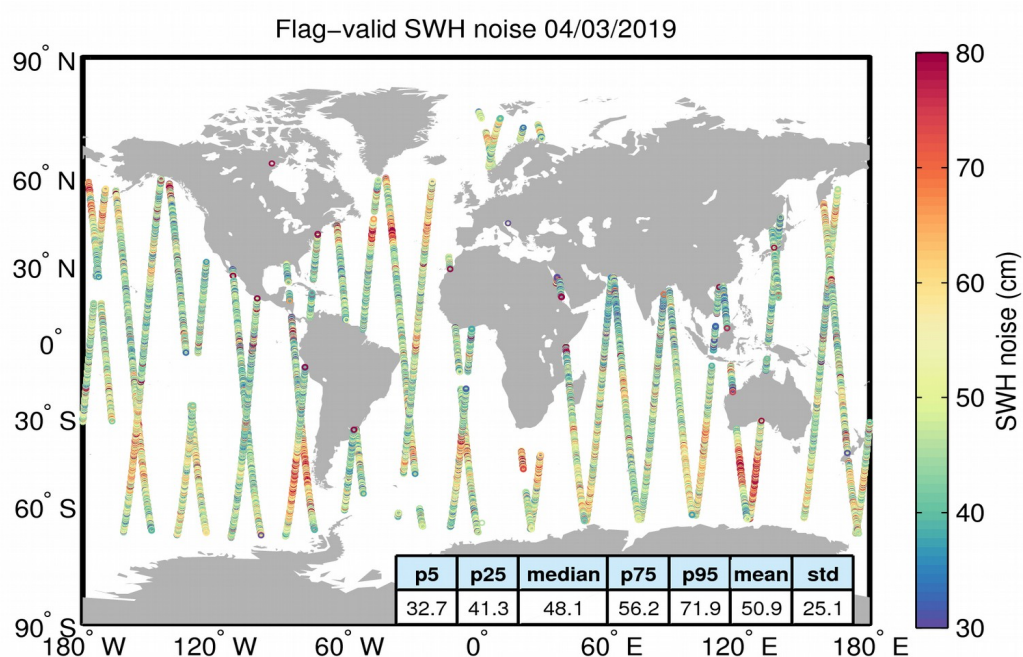 Flag−valid SWH noise 04/03/2019
90° N
60° N
30° N
0°
30° S
60° S
90° S
180° W
120° W
60° W
0°
60° E
120° E
180° E
p5 p25 median p75 p95 mean std
32.7 41.3 48.1 56.2 71.9 50.9 25.1
80
70
60
50
40
30
SWH noise (cm)